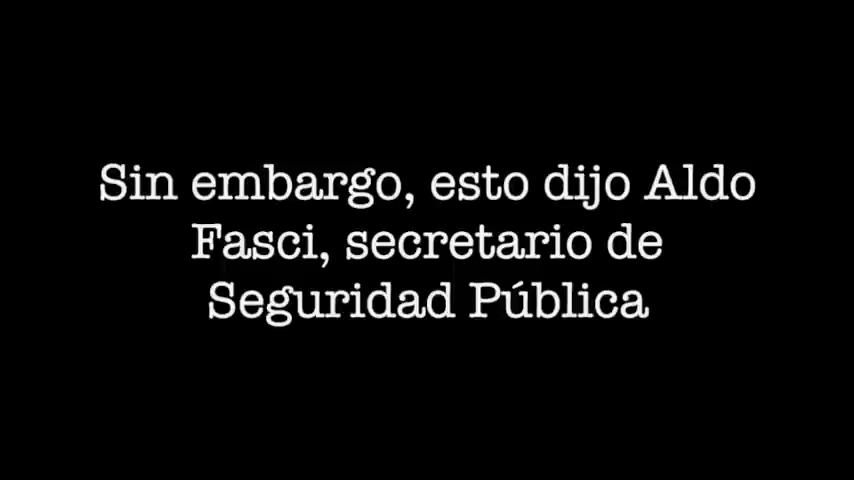 Sin embargo, esto dijo Aldo
Fasci, secretario de
Seguridad Pública